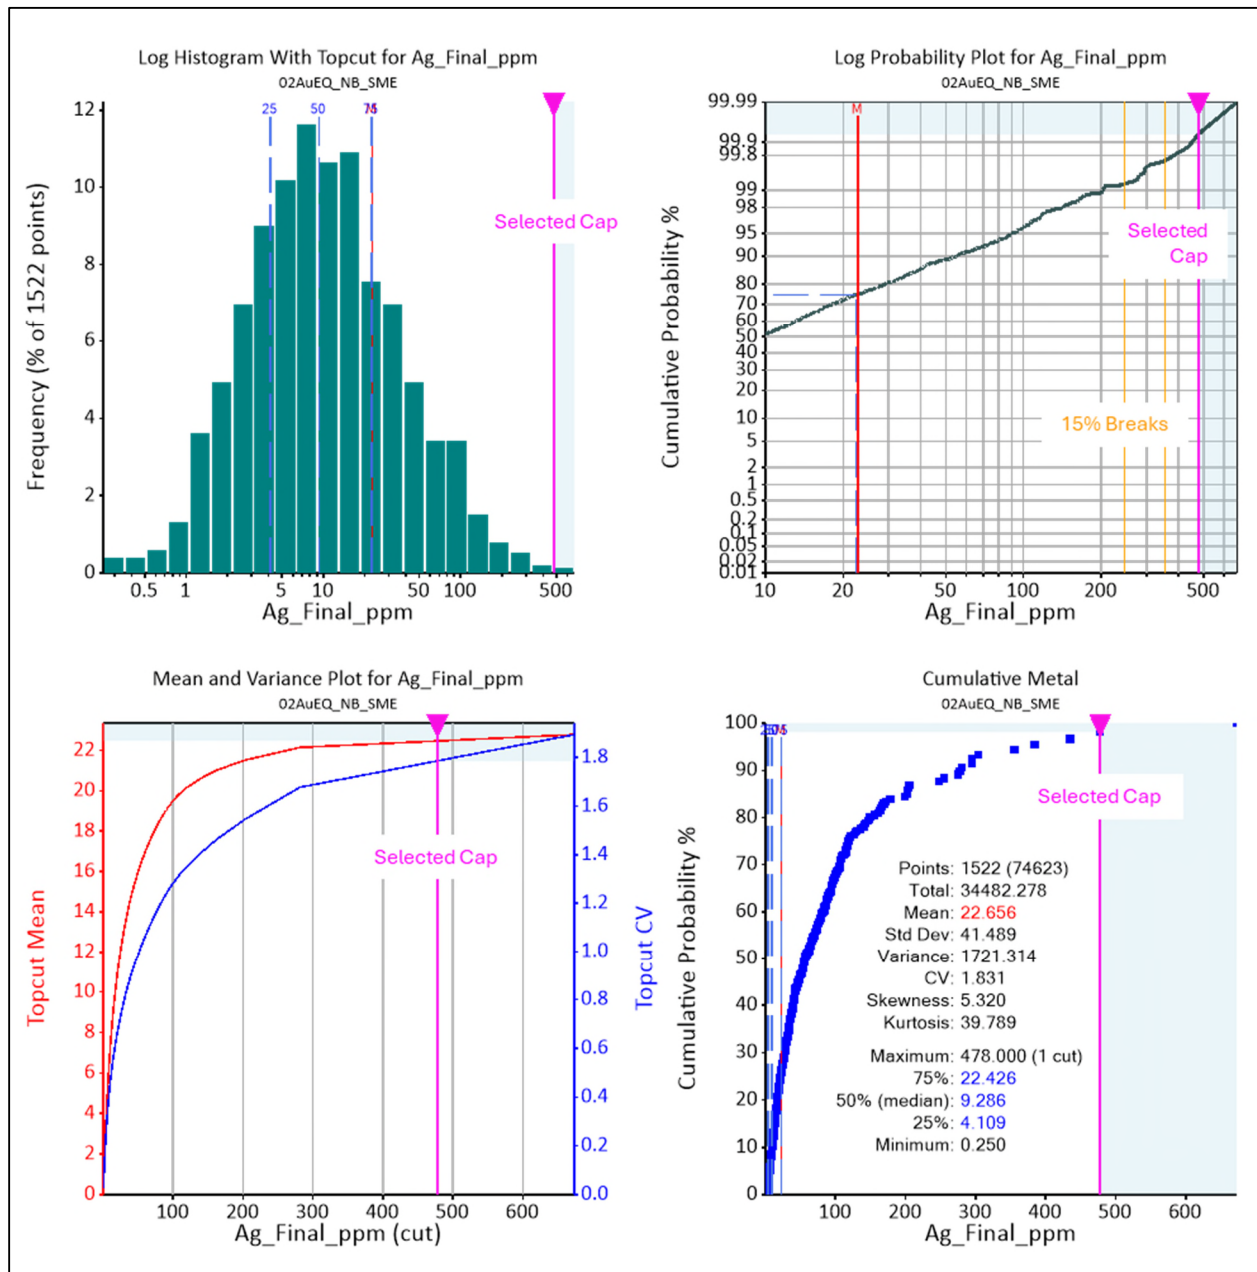 Log Histogram With Topcut for Ag_Final_ppm
02AuEQ_NB_SME
25 50 75
Selected Cap
Frequency (% of 1522 points)
12
10
8
6
4
2
0
0.5 1 5 10 50 100 500
Ag_Final_ppm
Log Probability Plot for Ag_Final_ppm
02AuEQ_NB_SME
M
Selected
Cap
15% Breaks
Cumulative Probability %
99.99
99.9
99.8
99
98
95
90
80
70
60
50
40
30
20
10
5
2
1
0.5
0.2
0.1
0.05
0.02
0.01
10 20 50 100 200 500
Ag_Final_ppm
Mean and Variance Plot for Ag_Final_ppm
02AuEQ_NB_SME
Selected Cap
Topcut Mean
22
20
18
16
14
12
10
8
6
4
2
0
Topcut CV
1.8
1.6
1.4
1.2
1.0
0.8
0.6
0.4
0.2
0.0
100 200 300 400 500 600
Ag_Final_ppm (cut)
Cumulative Metal
02AuEQ_NB_SME
Selected Cap
Cumulative Probability %
100
90
80
70
60
50
40
30
20
10
0
Points: 1522 (74623)
Total: 34482.278
Mean: 22.656
Std Dev: 41.489
Variance: 1721.314
CV: 1.831
Skewness: 5.320
Kurtosis: 39.789
Maximum: 478.000 (1 cut)
75%: 22.426
50% (median): 9.286
25%: 4.109
Minimum: 0.250
100 200 300 400 500 600
Ag_Final_ppm